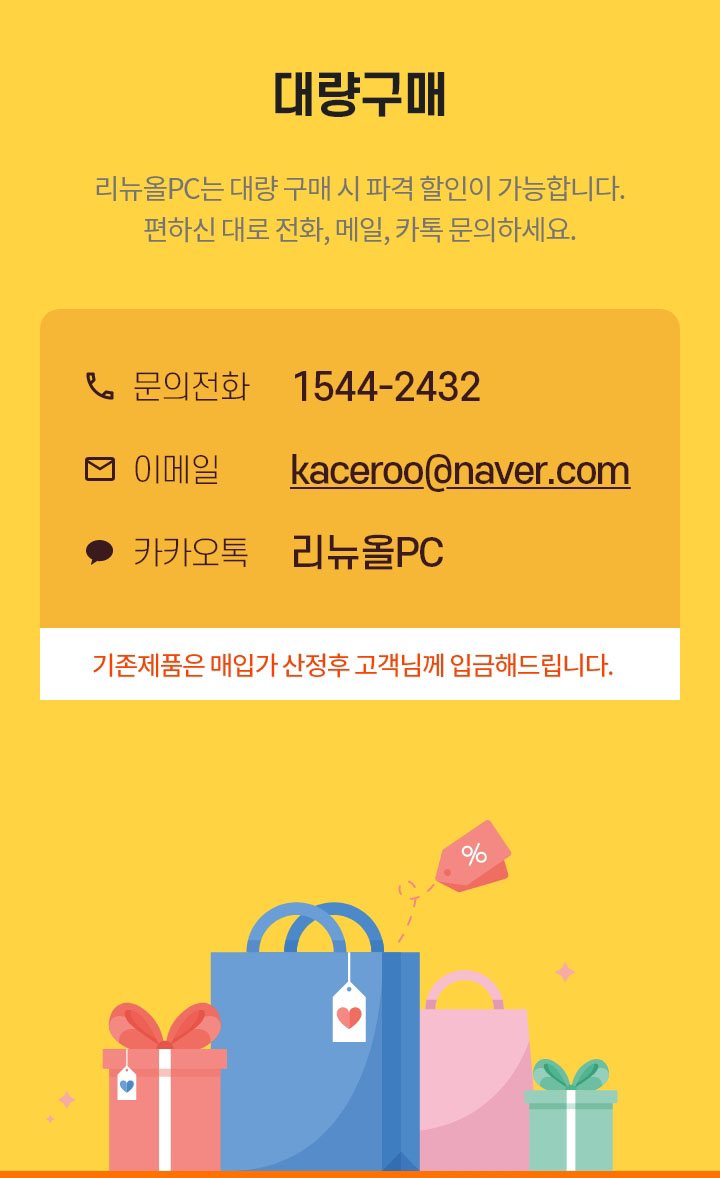 대량구매
리뉴올PC는 대량 구매 시 파격 할인이 가능합니다.
편하신 대로 전화, 메일, 카톡 문의하세요.
문의전화 1544-2432
이메일 kaceroo@naver.com
카카오톡 리뉴올PC
기존제품은 매입가 산정후 고객님께 입금해드립니다.
%